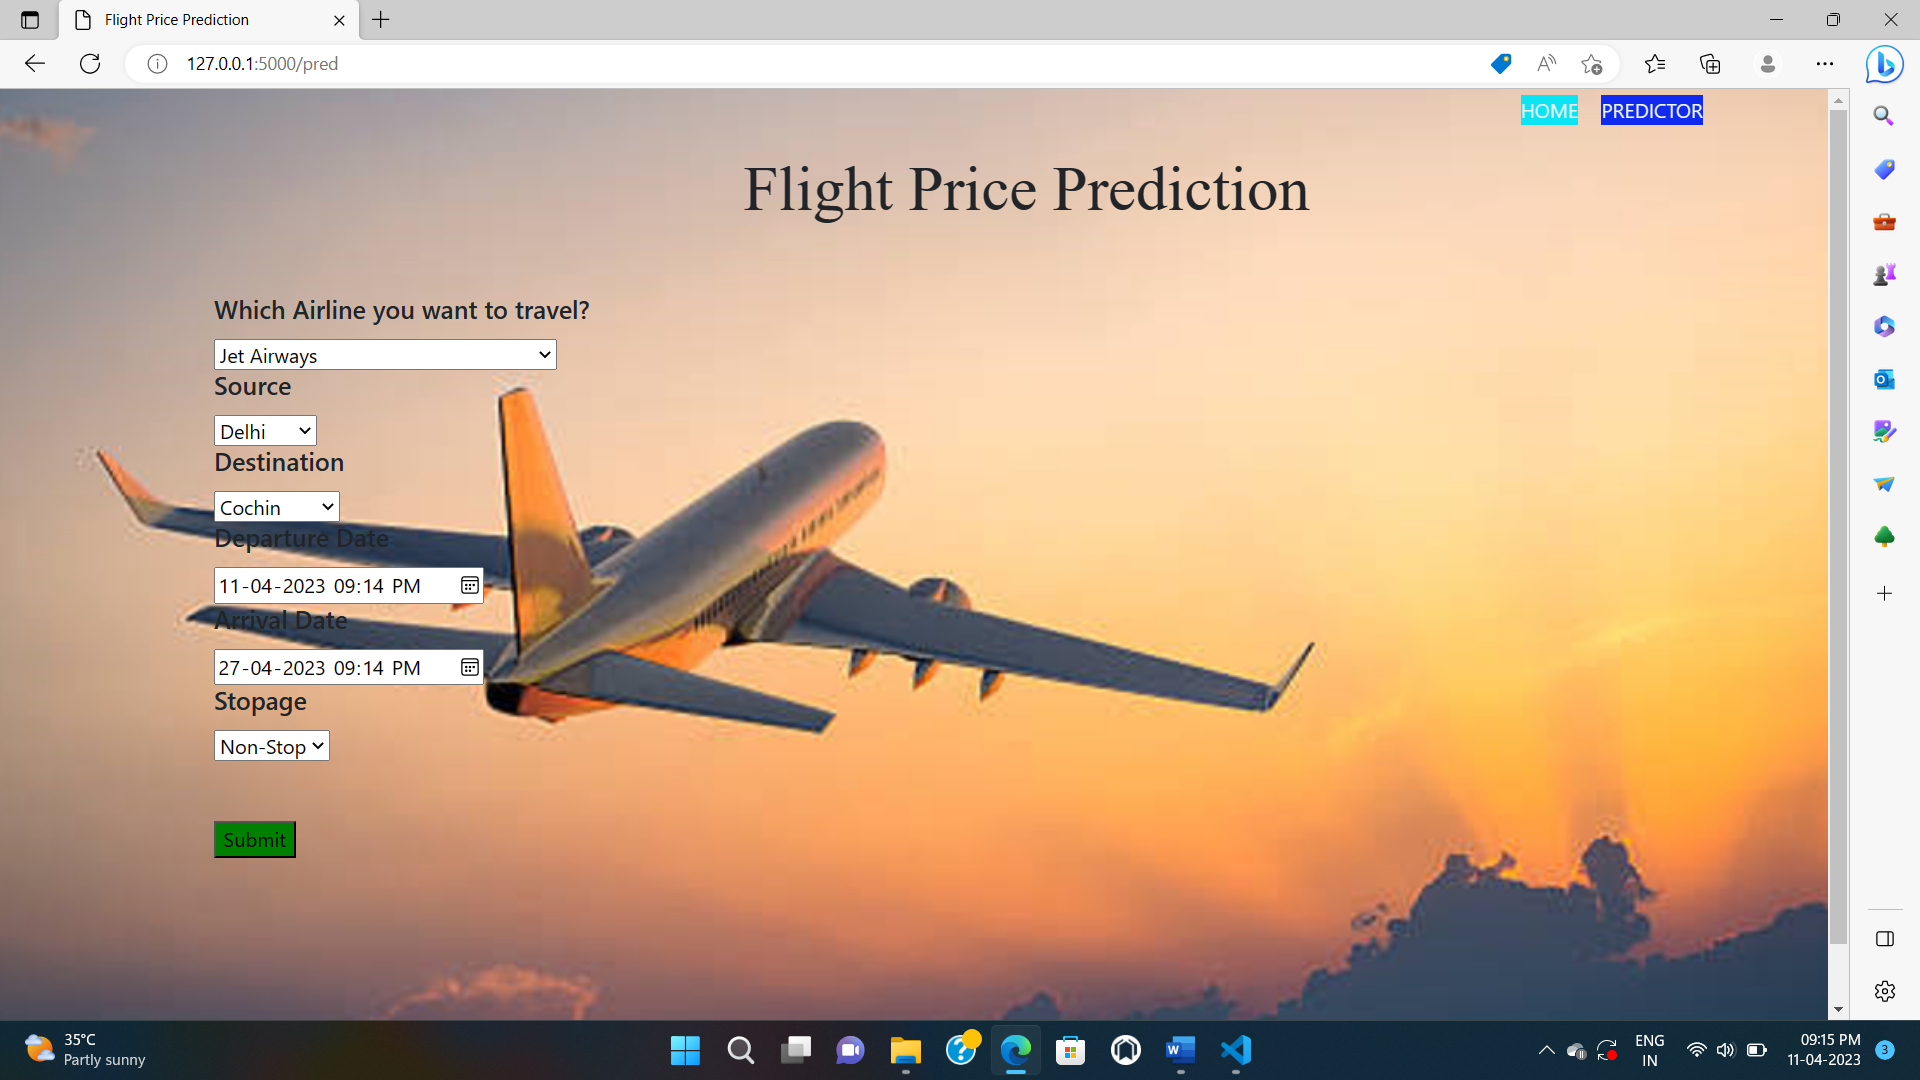 Flight Price Prediction
127.0.0.1:5000/pred
HOME PREDICTOR
Flight Price Prediction
Which Airline you want to travel?
Jet Airways
Source
Delhi
Destination
Cochin
Departure Date
11-04-2023 09:14 PM
Arrival Date
27-04-2023 09:14 PM
Stopage
Non-Stop
Submit
35°C
Partly sunny
ENG
IN
09:15 PM
11-04-2023
3